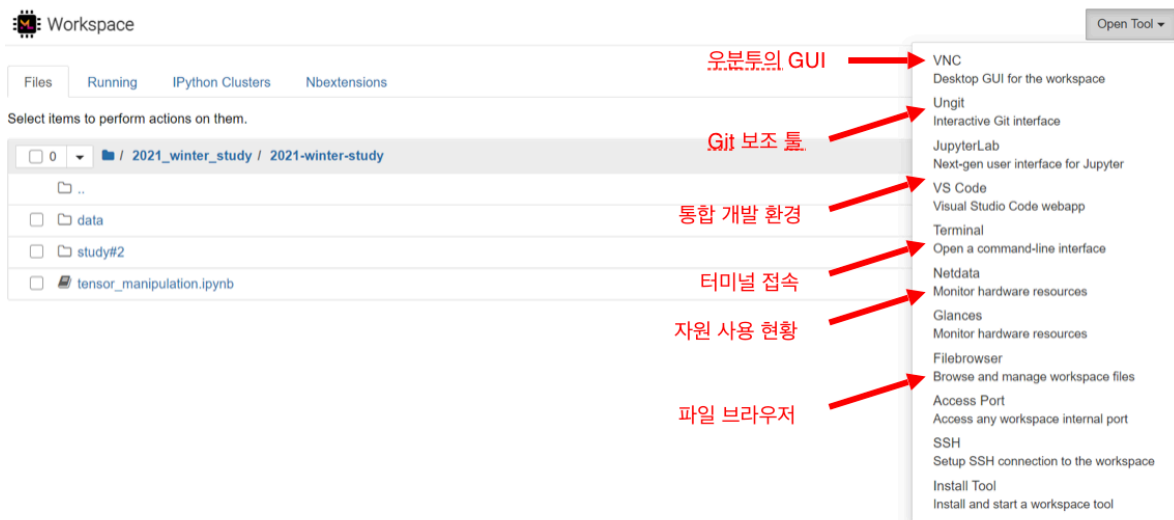 Workspace
Open Tool
Files
Running
IPython Clusters
Nbextensions
Select items to perform actions on them.
0
/ 2021_winter_study / 2021-winter-study
..
data
study#2
tensor_manipulation.ipynb
우분투의 GUI
Git 보조 툴
통합 개발 환경
터미널 접속
자원 사용 현황
파일 브라우저
VNC
Desktop GUI for the workspace
Ungit
Interactive Git interface
JupyterLab
Next-gen user interface for Jupyter
VS Code
Visual Studio Code webapp
Terminal
Open a command-line interface
Netdata
Monitor hardware resources
Glances
Monitor hardware resources
Filebrowser
Browse and manage workspace files
Access Port
Access any workspace internal port
SSH
Setup SSH connection to the workspace
Install Tool
Install and start a workspace tool